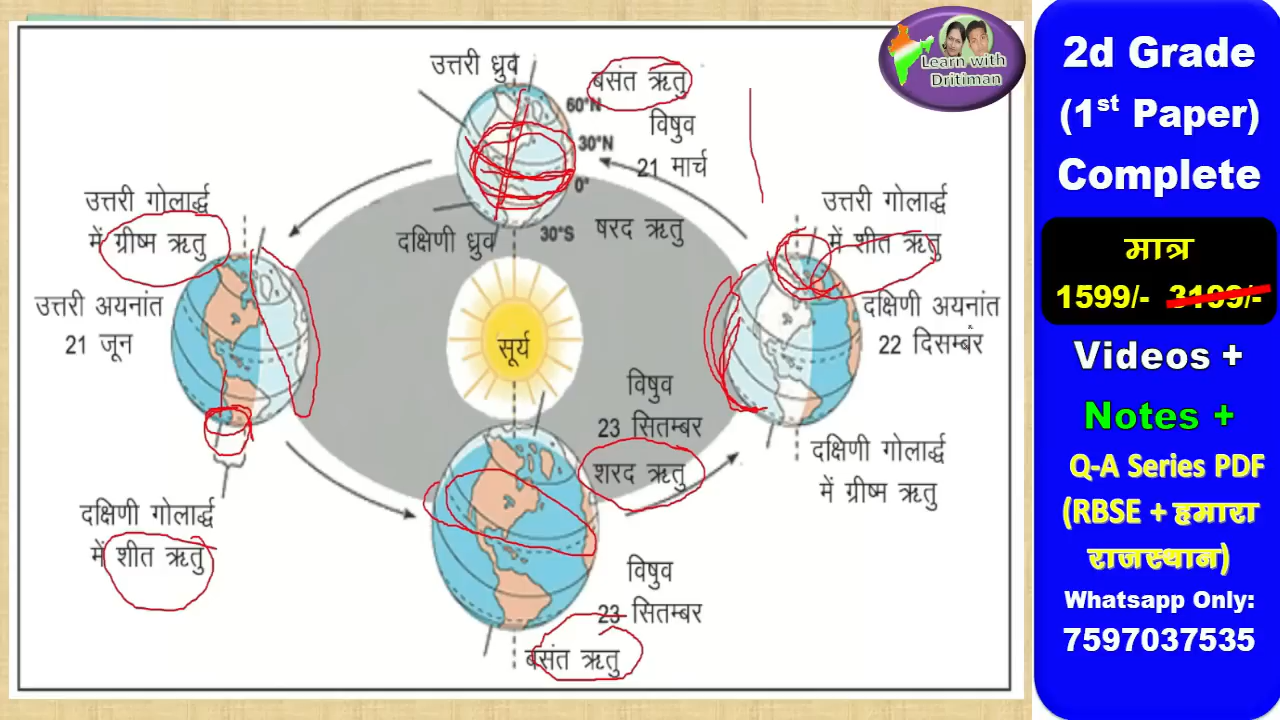 उत्तरी ध्रुव
बसंत ऋतु
60°N
विषुव
30°N
21 मार्च
0°
दक्षिणी ध्रुव
30°S
षरद ऋतु
उत्तरी गोलार्द्ध
में ग्रीष्म ऋतु
उत्तरी अयनांत
21 जून
सूर्य
उत्तरी गोलार्द्ध
में शीत ऋतु
दक्षिणी अयनांत
22 दिसम्बर
विषुव
23 सितम्बर
शरद ऋतु
दक्षिणी गोलार्द्ध
में ग्रीष्म ऋतु
दक्षिणी गोलार्द्ध
में शीत ऋतु
विषुव
23 सितम्बर
बसंत ऋतु
Learn with
Dritiman
2d Grade
(1st Paper)
Complete
मात्र
1599/- 3199/-
Videos +
Notes +
Q-A Series PDF
(RBSE + हमारा
राजस्थान)
Whatsapp Only:
7597037535